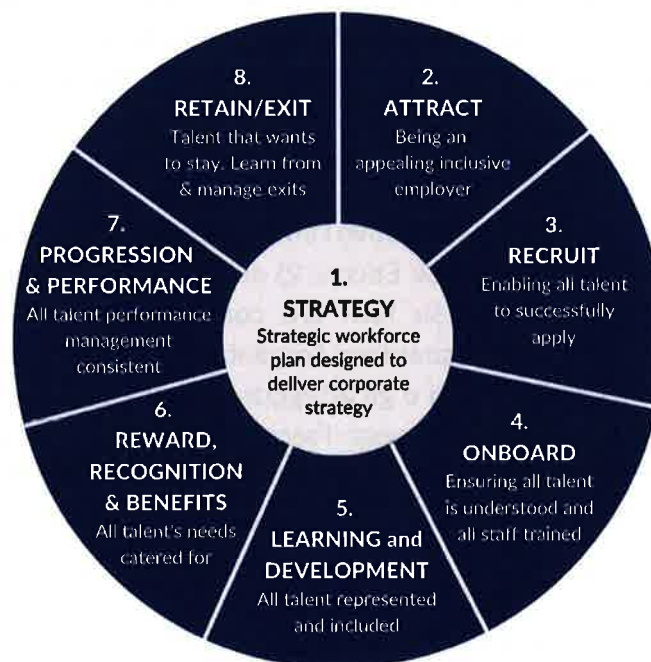 1.
STRATEGY
Strategic workforce
plan designed to
deliver corporate
strategy
2.
ATTRACT
Being an
appealing inclusive
employer
3.
RECRUIT
Enabling all talent
to successfully
apply
4.
ONBOARD
Ensuring all talent
is understood and
all staff trained
5.
LEARNING and
DEVELOPMENT
All talent represented
and included
6.
REWARD,
RECOGNITION
& BENEFITS
All talent's needs
catered for
7.
PROGRESSION
& PERFORMANCE
All talent performance
management
consistent
8.
RETAIN/EXIT
Talent that wants
to stay. Learn from
& manage exits